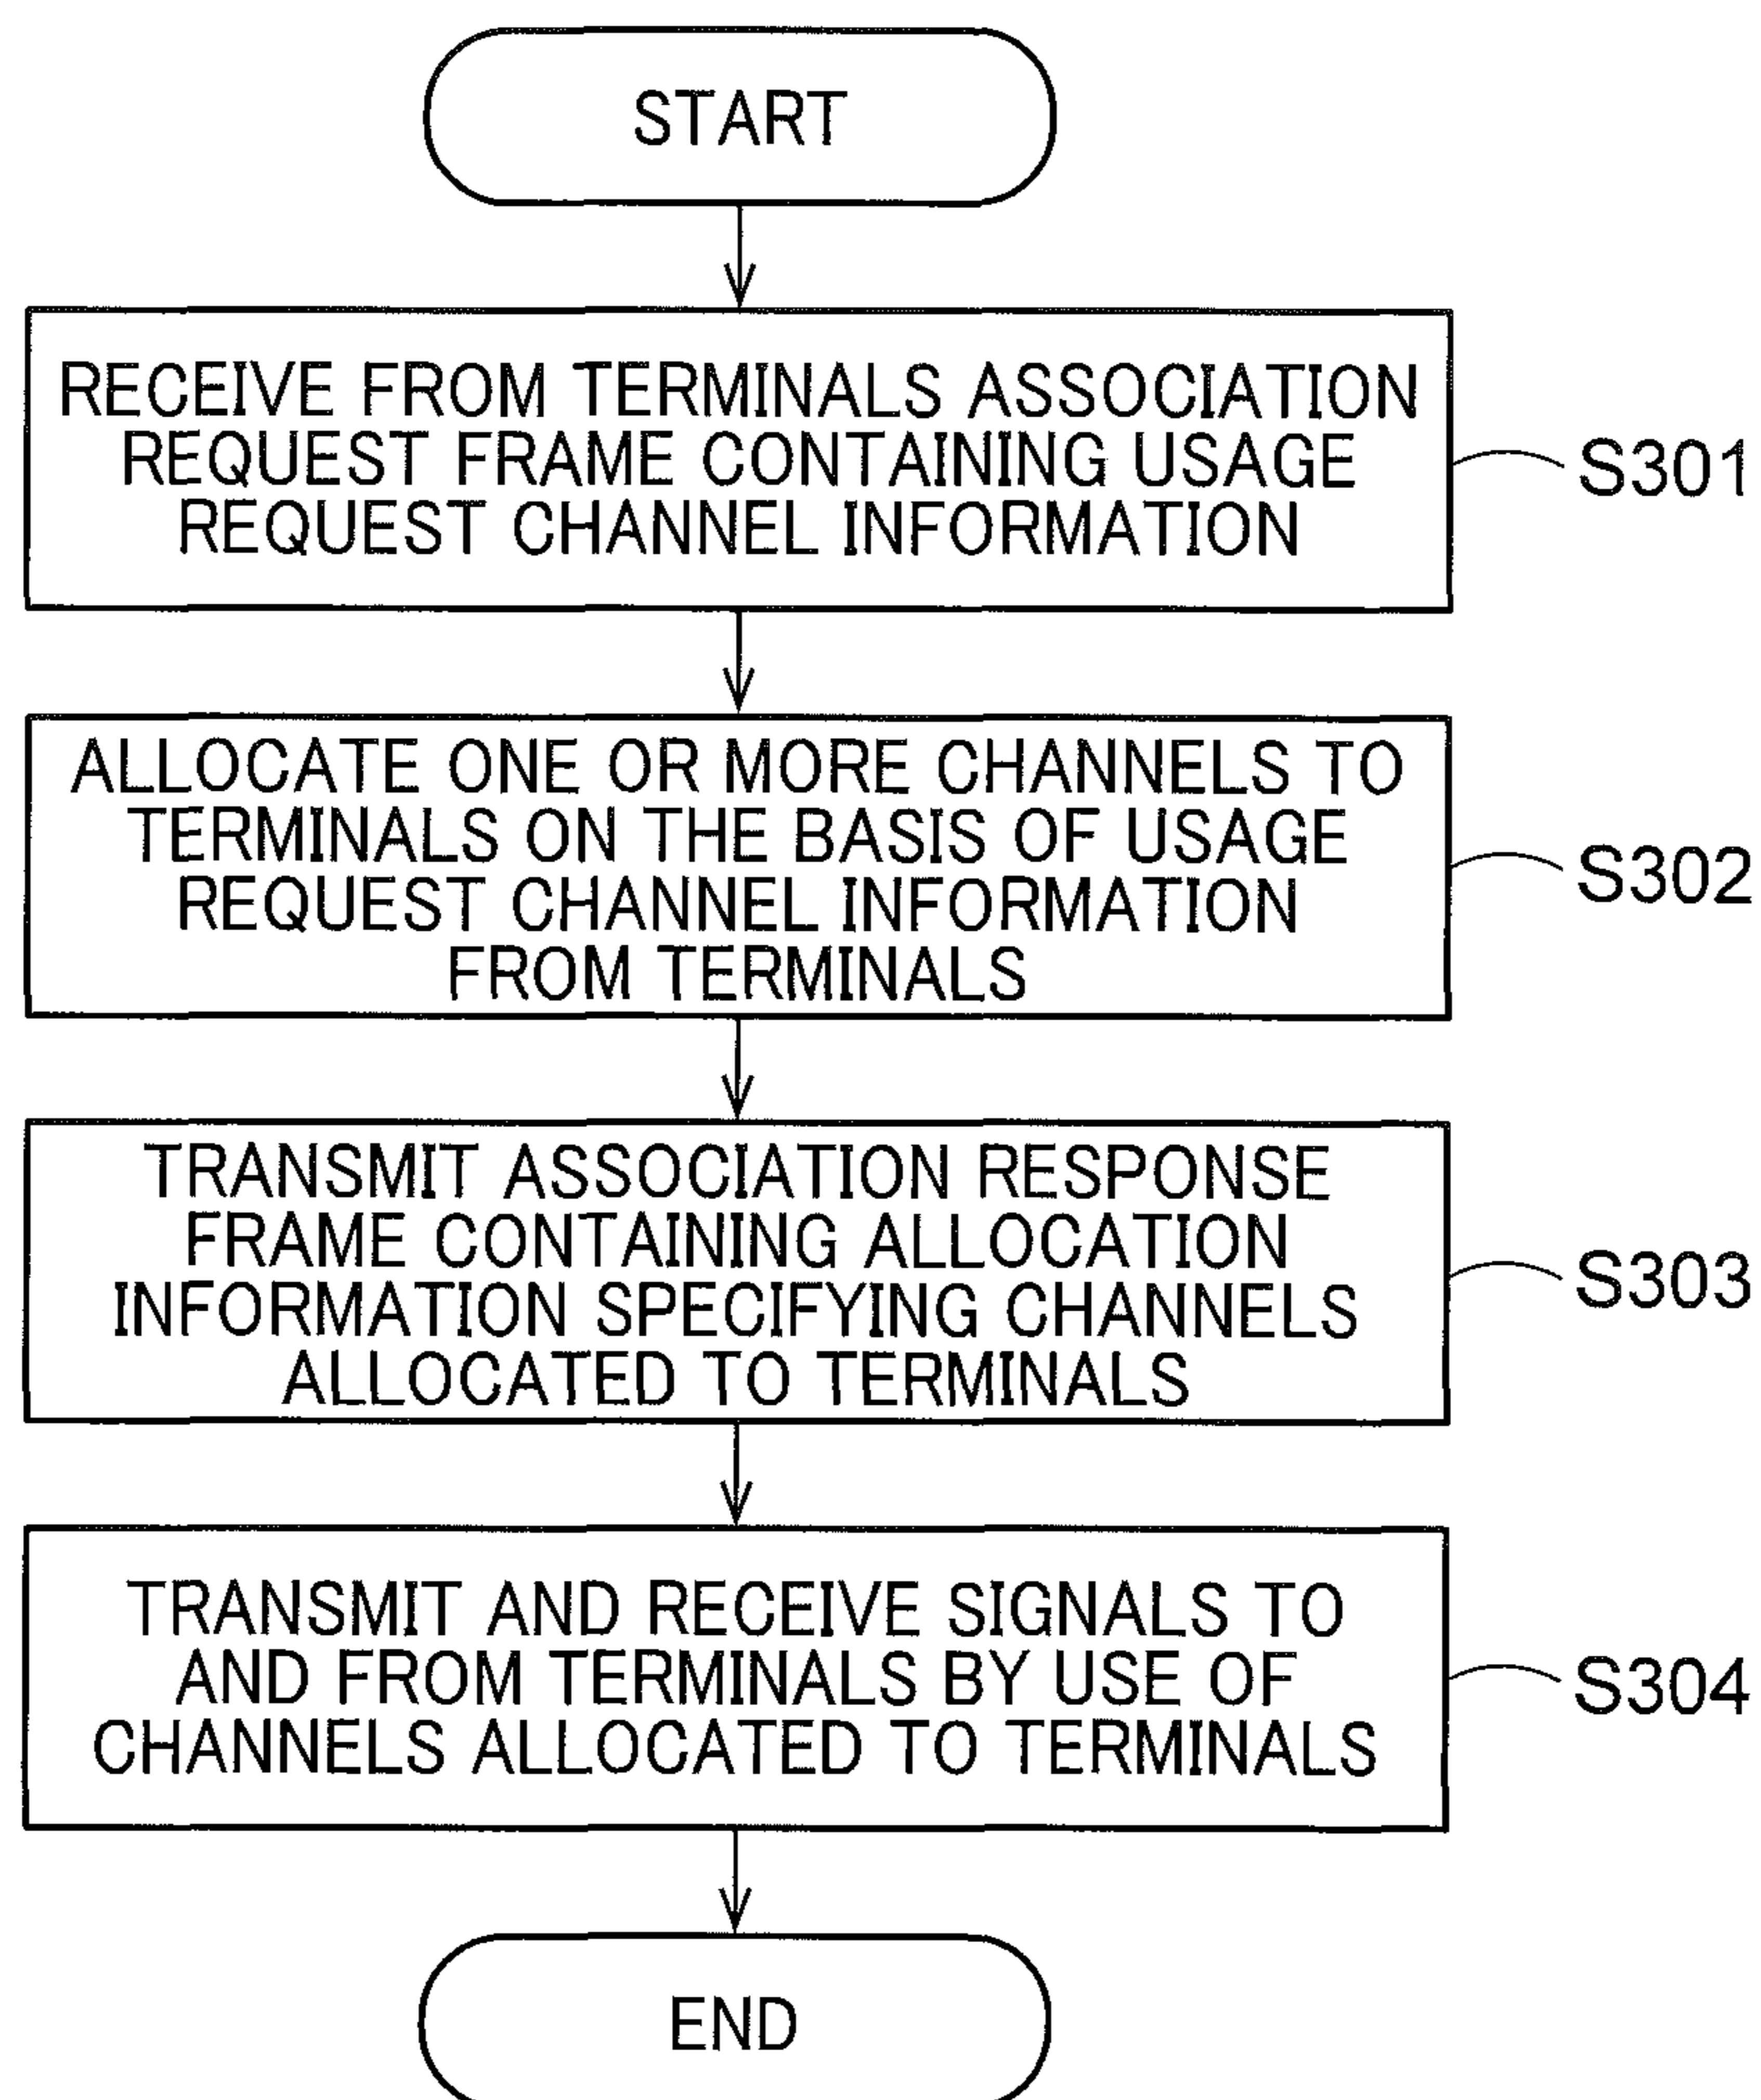 START
RECEIVE FROM TERMINALS ASSOCIATION
REQUEST FRAME CONTAINING USAGE
REQUEST CHANNEL INFORMATION
S301
ALLOCATE ONE OR MORE CHANNELS TO
TERMINALS ON THE BASIS OF USAGE
REQUEST CHANNEL INFORMATION
FROM TERMINALS
S302
TRANSMIT ASSOCIATION RESPONSE
FRAME CONTAINING ALLOCATION
INFORMATION SPECIFYING CHANNELS
ALLOCATED TO TERMINALS
S303
TRANSMIT AND RECEIVE SIGNALS TO
AND FROM TERMINALS BY USE OF
CHANNELS ALLOCATED TO TERMINALS
S304
END